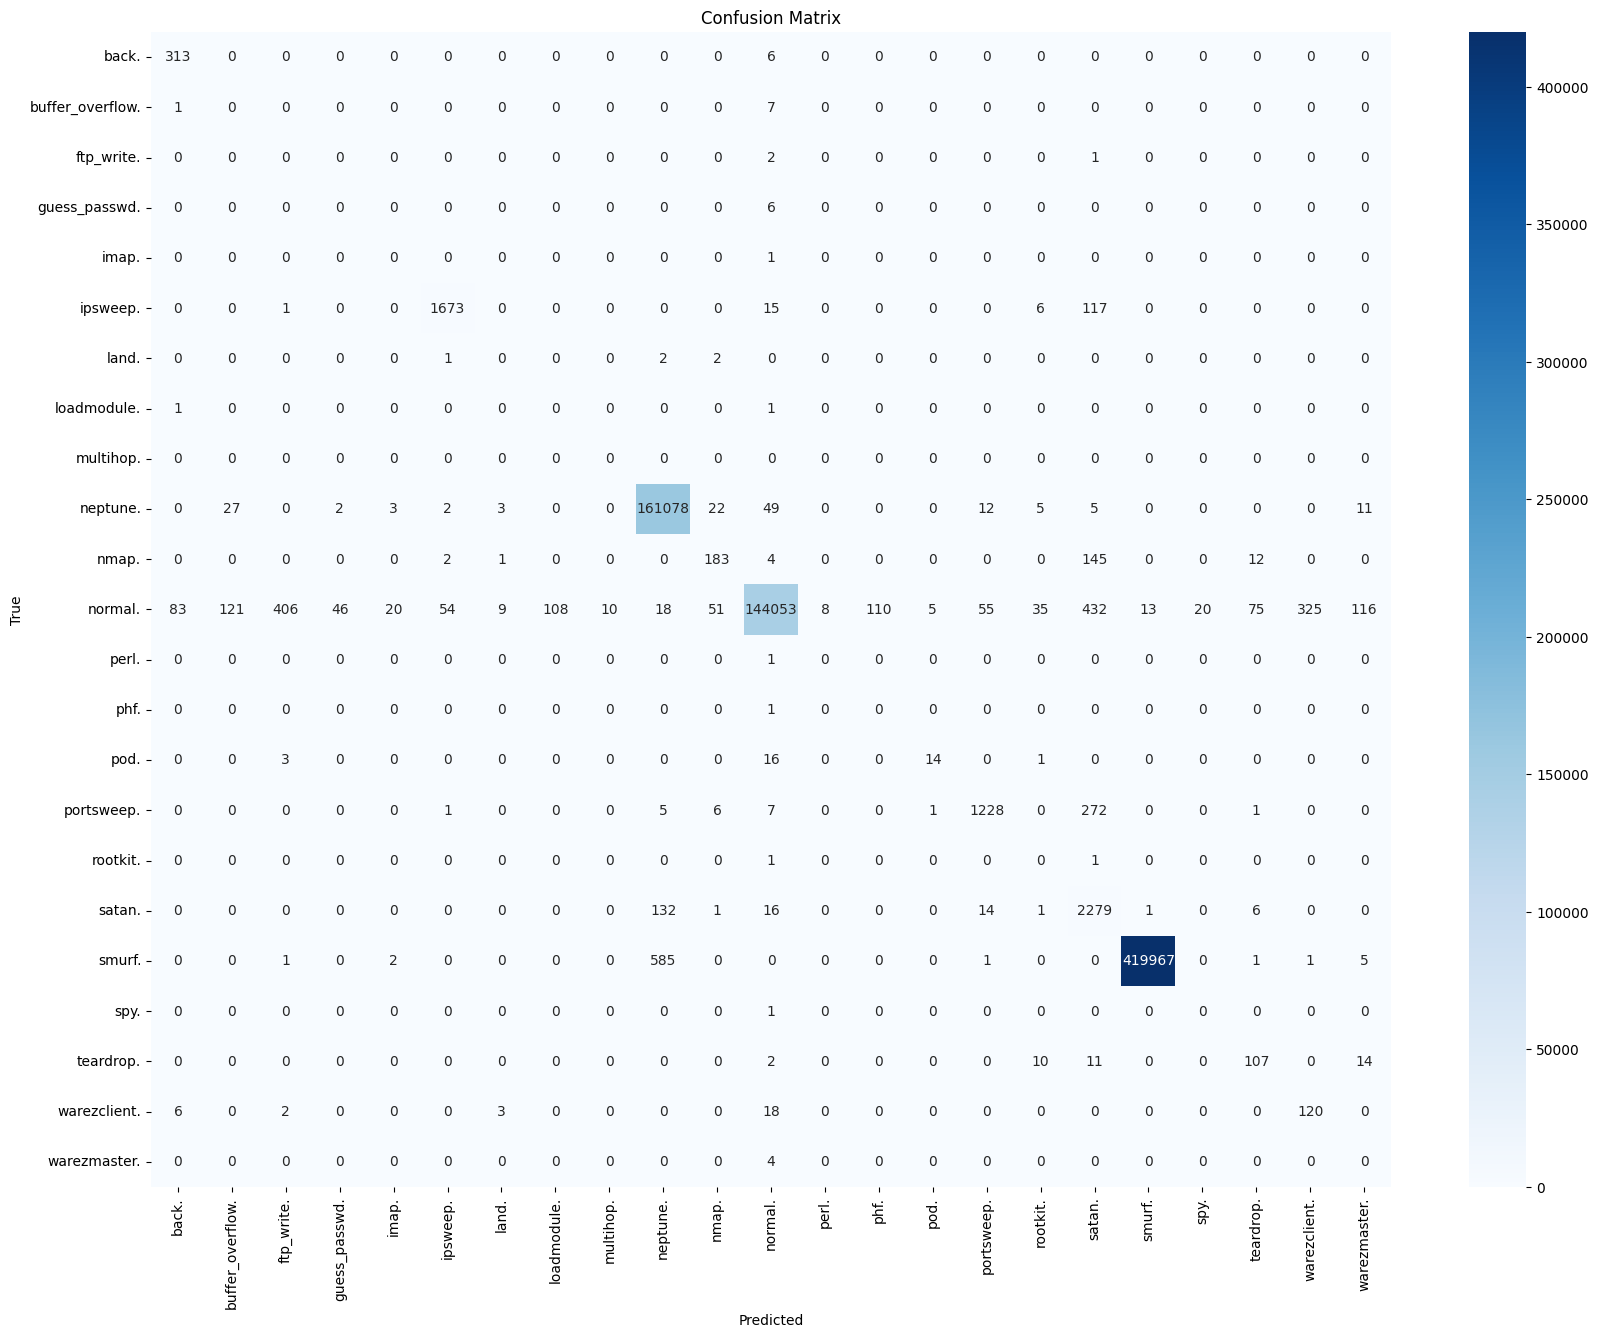 Confusion Matrix
back. 313 0 0 0 0 0 0 0 0 0 0 6 0 0 0 0 0 0 0 0 0 0 0
buffer_overflow. 1 0 0 0 0 0 0 0 0 0 0 7 0 0 0 0 0 0 0 0 0 0 0
ftp_write. 0 0 0 0 0 0 0 0 0 0 0 2 0 0 0 0 0 1 0 0 0 0 0
guess_passwd. 0 0 0 0 0 0 0 0 0 0 0 6 0 0 0 0 0 0 0 0 0 0 0
imap. 0 0 0 0 0 0 0 0 0 0 0 1 0 0 0 0 0 0 0 0 0 0 0
ipsweep. 0 0 1 0 0 1673 0 0 0 0 0 15 0 0 0 0 6 117 0 0 0 0 0
land. 0 0 0 0 0 1 0 0 0 2 2 0 0 0 0 0 0 0 0 0 0 0 0
loadmodule. 1 0 0 0 0 0 0 0 0 0 0 1 0 0 0 0 0 0 0 0 0 0 0
multihop. 0 0 0 0 0 0 0 0 0 0 0 0 0 0 0 0 0 0 0 0 0 0 0
neptune. 0 27 0 2 3 2 3 0 0 161078 22 49 0 0 0 12 5 5 0 0 0 0 11
nmap. 0 0 0 0 0 2 1 0 0 0 183 4 0 0 0 0 0 145 0 0 12 0 0
normal. 83 121 406 46 20 54 9 108 10 18 51 144053 8 110 5 55 35 432 13 20 75 325 116
perl. 0 0 0 0 0 0 0 0 0 0 0 1 0 0 0 0 0 0 0 0 0 0 0
phf. 0 0 0 0 0 0 0 0 0 0 0 1 0 0 0 0 0 0 0 0 0 0 0
pod. 0 0 3 0 0 0 0 0 0 0 0 16 0 0 14 0 1 0 0 0 0 0 0
portsweep. 0 0 0 0 0 1 0 0 0 5 6 7 0 0 1 1228 0 272 0 0 1 0 0
rootkit. 0 0 0 0 0 0 0 0 0 0 0 1 0 0 0 0 0 1 0 0 0 0 0
satan. 0 0 0 0 0 0 0 0 0 132 1 16 0 0 0 14 1 2279 1 0 6 0 0
smurf. 0 0 1 0 2 0 0 0 0 585 0 0 0 0 0 1 0 0 419967 0 1 1 5
spy. 0 0 0 0 0 0 0 0 0 0 0 1 0 0 0 0 0 0 0 0 0 0 0
teardrop. 0 0 0 0 0 0 0 0 0 0 0 2 0 0 0 0 10 11 0 0 107 0 14
warezclient. 6 0 2 0 0 0 3 0 0 0 0 18 0 0 0 0 0 0 0 0 0 120 0
warezmaster. 0 0 0 0 0 0 0 0 0 0 0 4 0 0 0 0 0 0 0 0 0 0 0
True
back. buffer_overflow. ftp_write. guess_passwd. imap. ipsweep. land. loadmodule. multihop. neptune. nmap. normal. perl. phf. pod. portsweep. rootkit. satan. smurf. spy. teardrop. warezclient. warezmaster.
Predicted
400000
350000
300000
250000
200000
150000
100000
50000
0